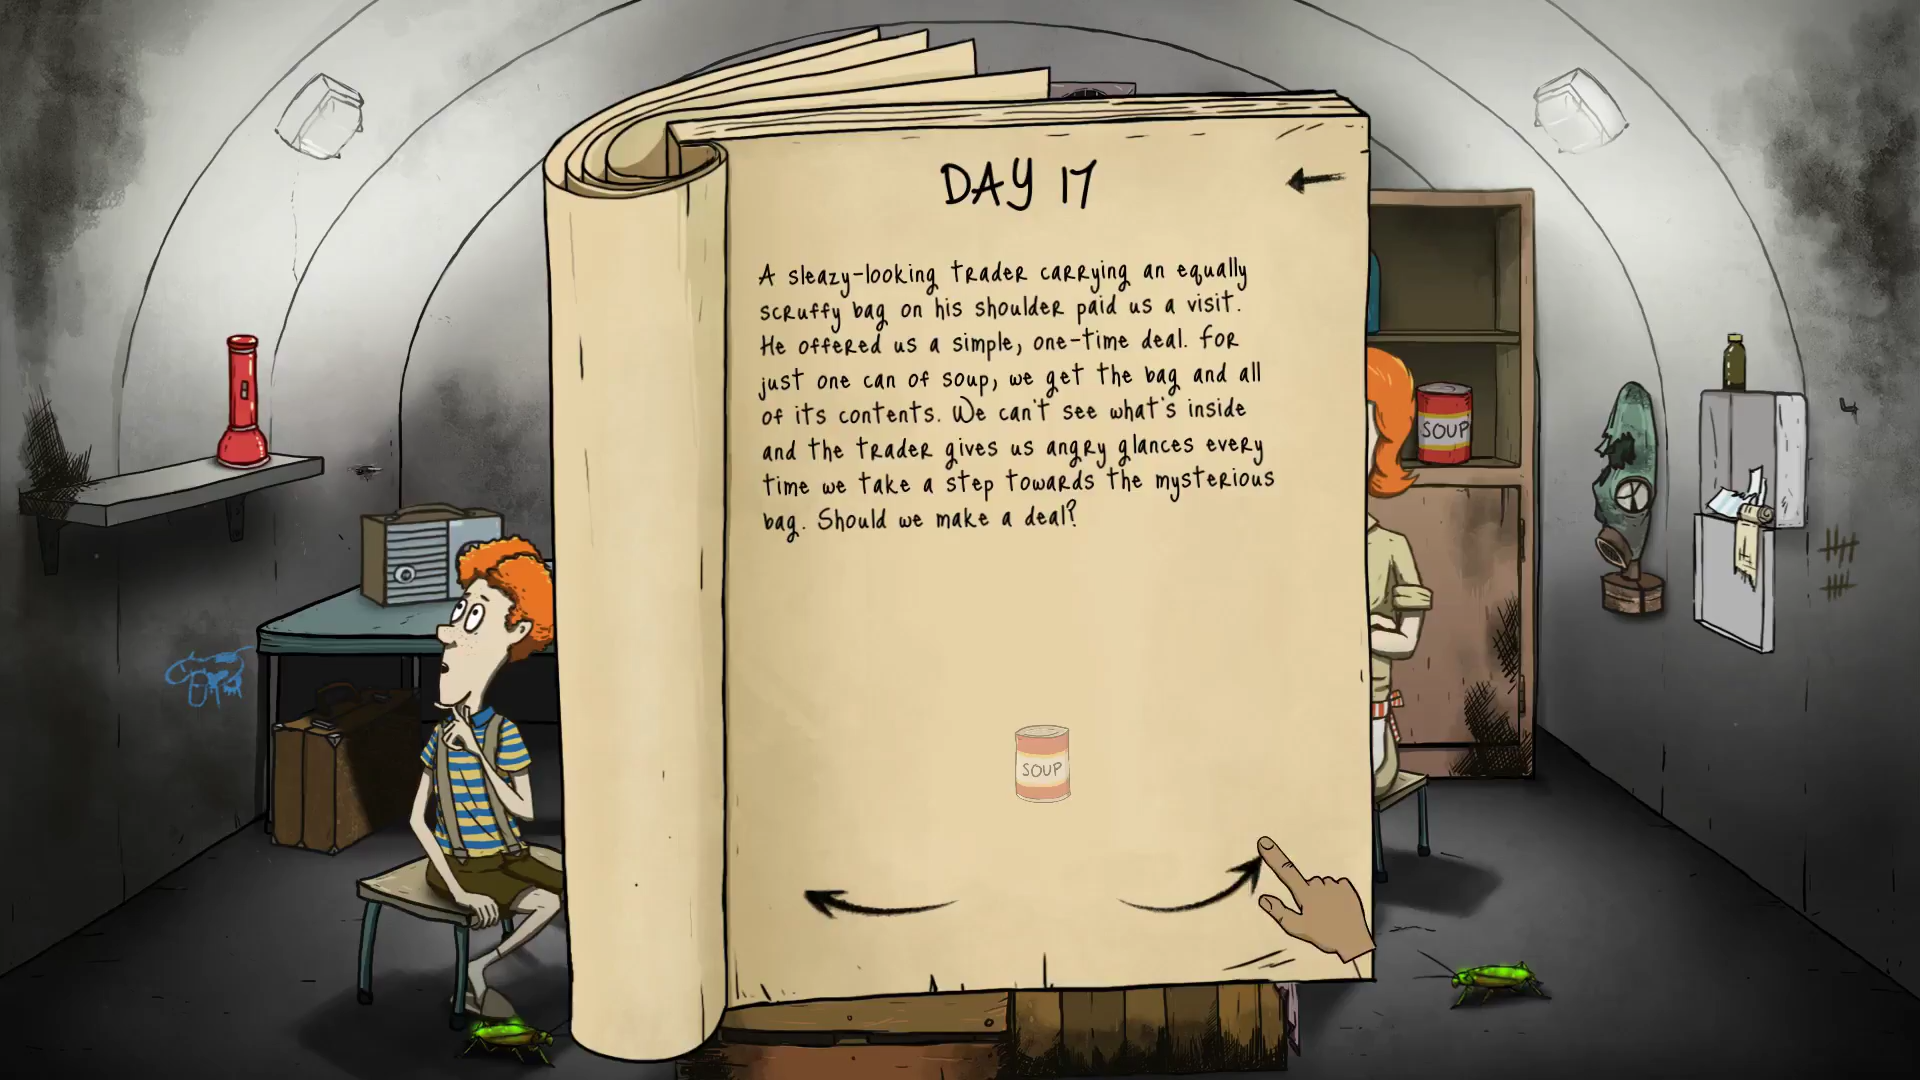 DAY 17
A sleazy-looking trader carrying an equally
scruffy bag on his shoulder paid us a visit.
He offered us a simple, one-time deal. For
just one can of soup, we get the bag and all
of its contents. We can't see what's inside
and the trader gives us angry glances every
time we take a step towards the mysterious
bag. Should we make a deal?
SOUP
SOUP